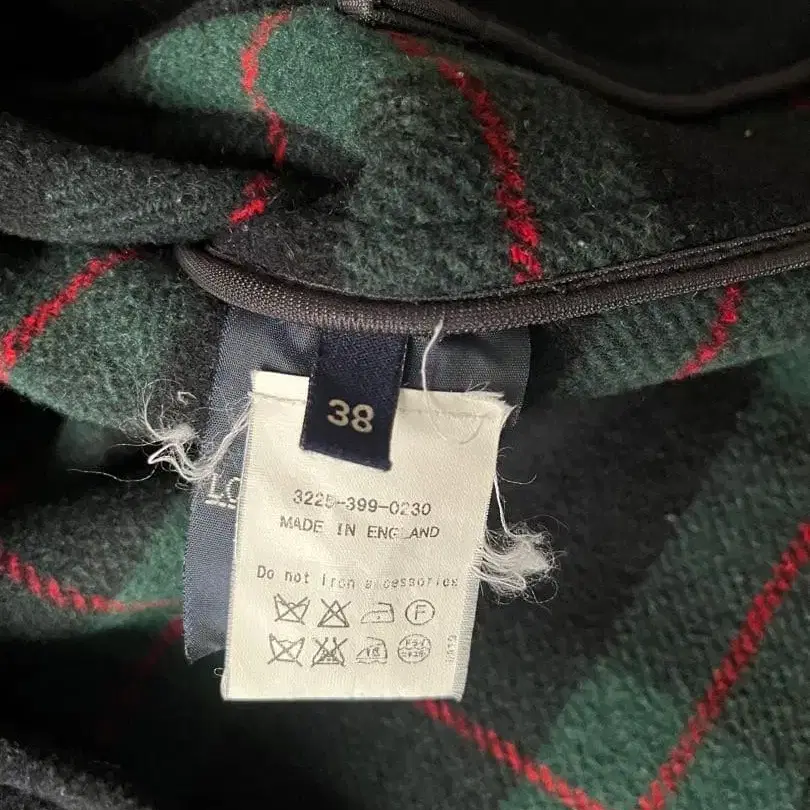 38
3225-399-0230
MADE IN ENGLAND
Do not iron accessories
F